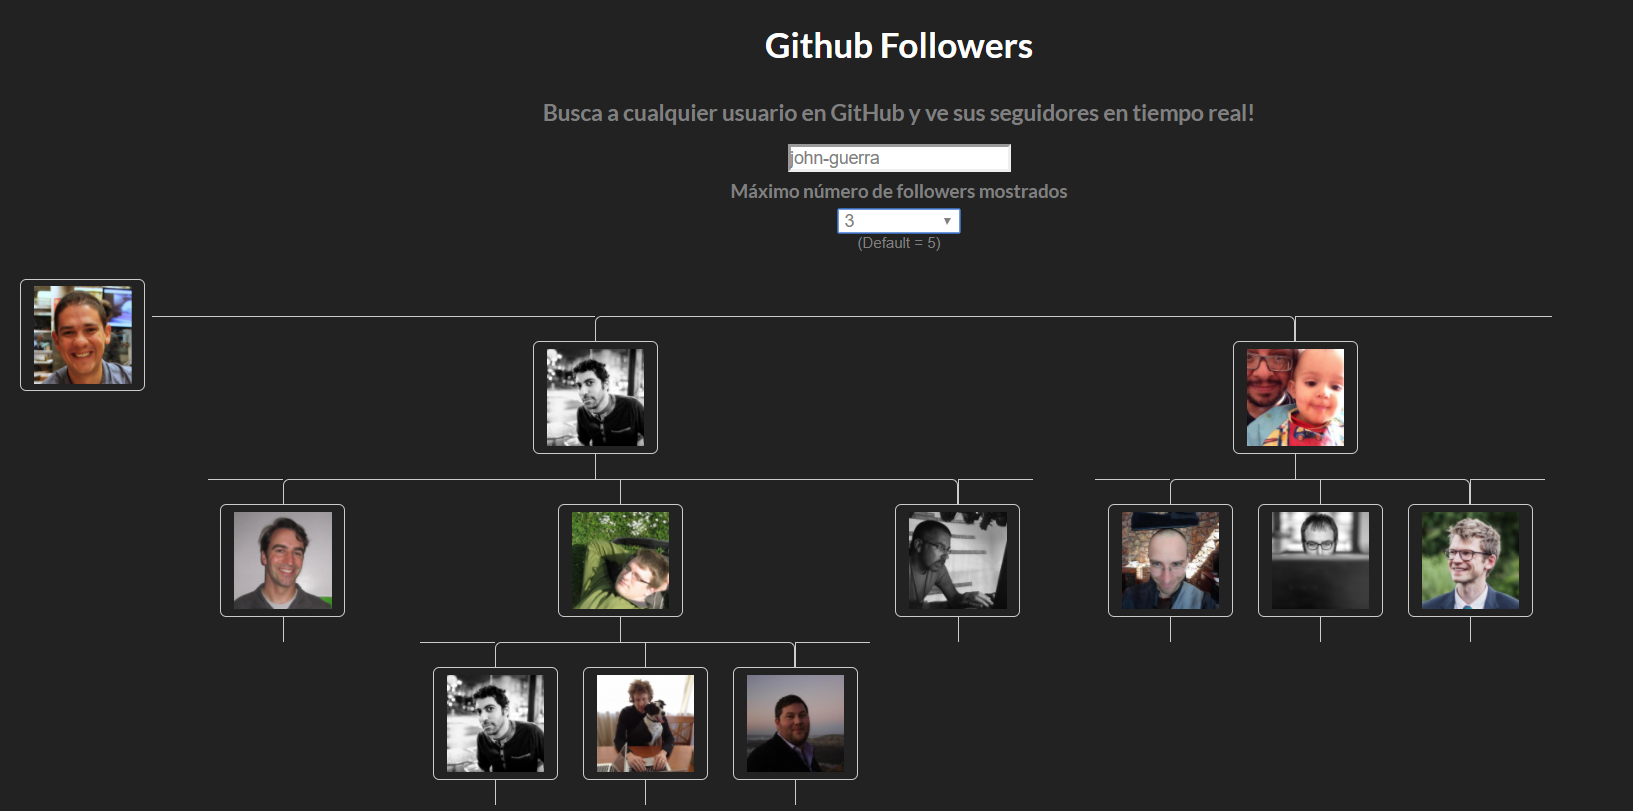 Github Followers
Busca a cualquier usuario en GitHub y ve sus seguidores en tiempo real!
john-guerra
Máximo número de followers mostrados
3
(Default = 5)